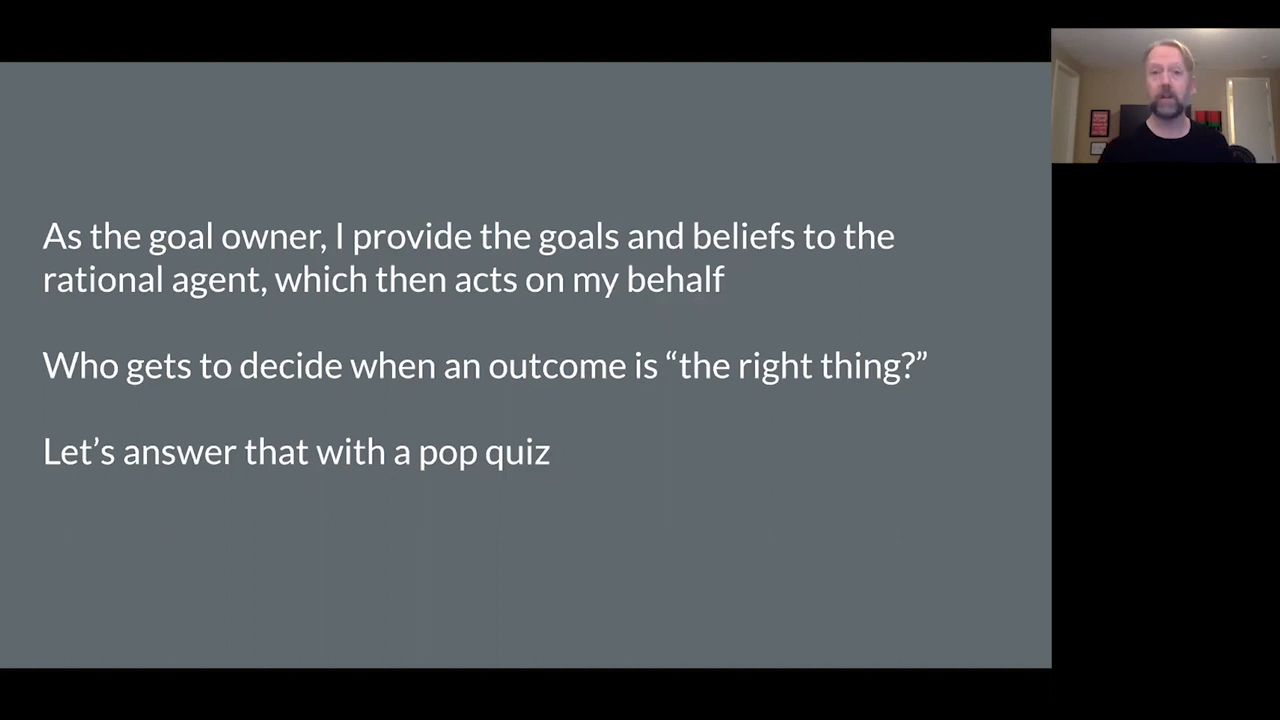 As the goal owner, I provide the goals and beliefs to the
rational agent, which then acts on my behalf
Who gets to decide when an outcome is “the right thing?”
Let’s answer that with a pop quiz